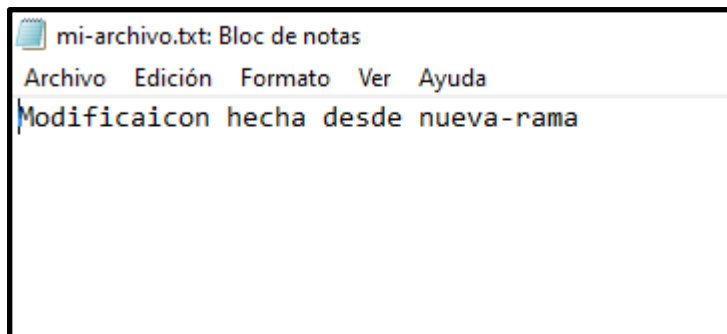 mi-archivo.txt: Bloc de notas
Archivo Edición Formato Ver Ayuda
Modificaicon hecha desde nueva-rama